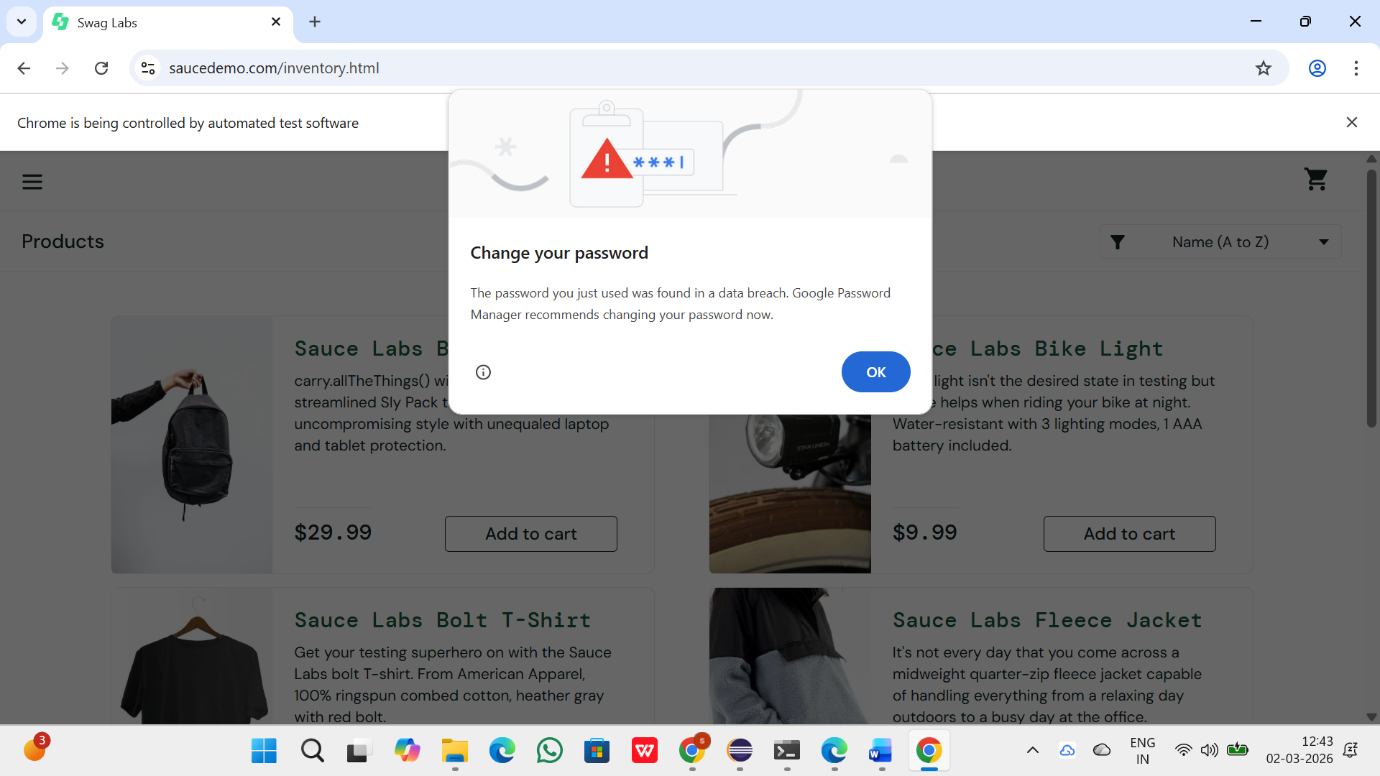 Swag Labs
saucedemo.com/inventory.html
Chrome is being controlled by automated test software
***|
Change your password
The password you just used was found in a data breach. Google Password
Manager recommends changing your password now.
OK
Products
Name (A to Z)
Sauce Labs B
carry.allTheThings() wi
streamlined Sly Pack t
uncompromising style with unequaled laptop
and tablet protection.
$29.99
Add to cart
ce Labs Bike Light
light isn't the desired state in testing but
helps when riding your bike at night.
Water-resistant with 3 lighting modes, 1 AAA
battery included.
$9.99
Add to cart
Sauce Labs Bolt T-Shirt
Get your testing superhero on with the Sauce
Labs bolt T-shirt. From American Apparel,
100% ringspun combed cotton, heather gray
with red bolt.
Sauce Labs Fleece Jacket
It's not every day that you come across a
midweight quarter-zip fleece jacket capable
of handling everything from a relaxing day
outdoors to a busy day at the office.
3
W
s
ENG
IN
12:43
02-03-2026